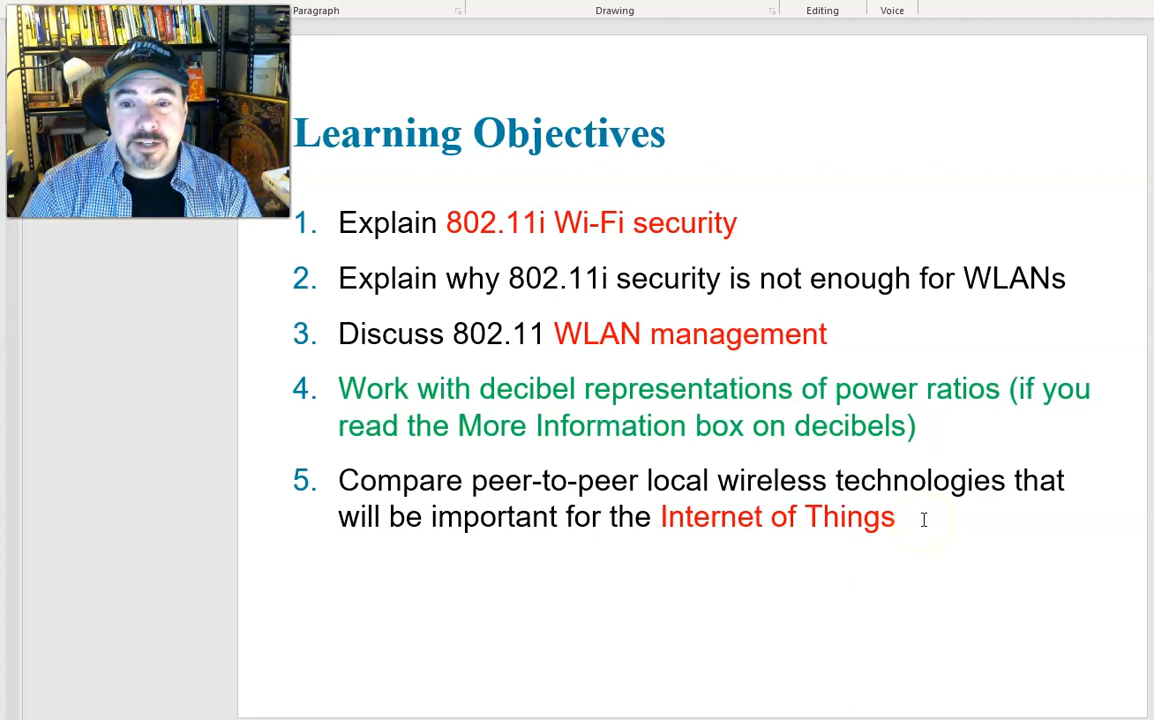 Paragraph
Drawing
Editing
Voice
PANTHERS
Learning Objectives
1. Explain 802.11i Wi-Fi security
2. Explain why 802.11i security is not enough for WLANs
3. Discuss 802.11 WLAN management
4. Work with decibel representations of power ratios (if you
read the More Information box on decibels)
5. Compare peer-to-peer local wireless technologies that
will be important for the Internet of Things